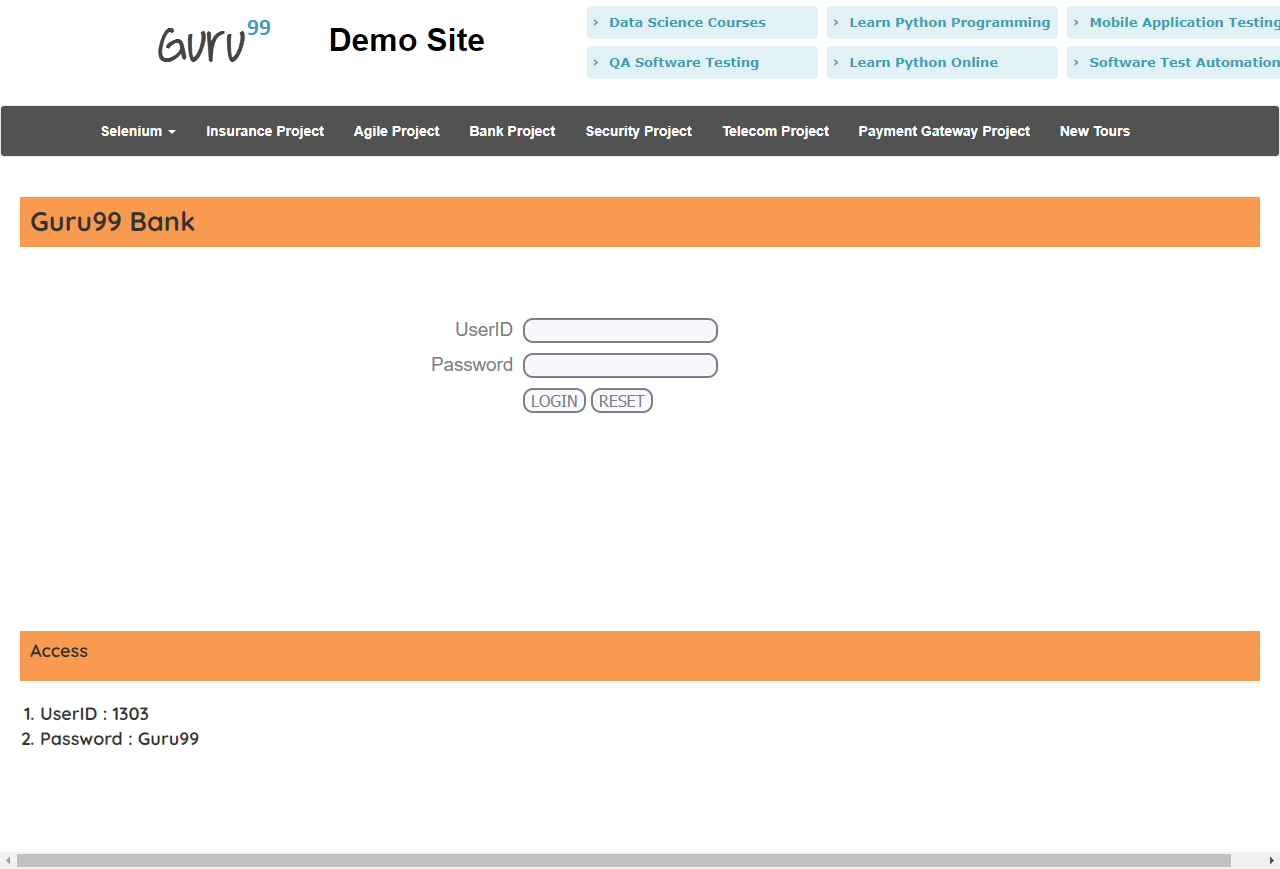 Guru99
Demo Site
› Data Science Courses
› Learn Python Programming
› Mobile Application Testing
› QA Software Testing
› Learn Python Online
› Software Test Automation
Selenium
Insurance Project
Agile Project
Bank Project
Security Project
Telecom Project
Payment Gateway Project
New Tours
Guru99 Bank
UserID
Password
LOGIN RESET
Access
1. UserID : 1303
2. Password : Guru99